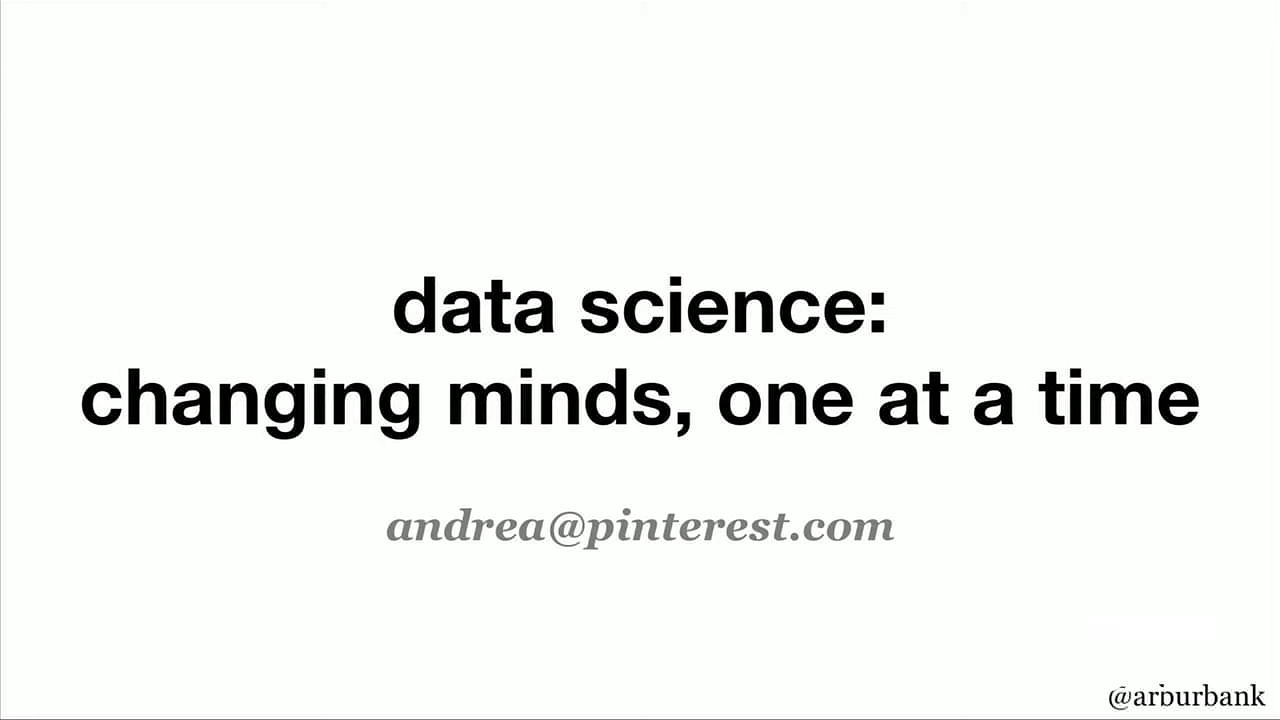 data science:
changing minds, one at a time
andrea@pinterest.com
@arburbank